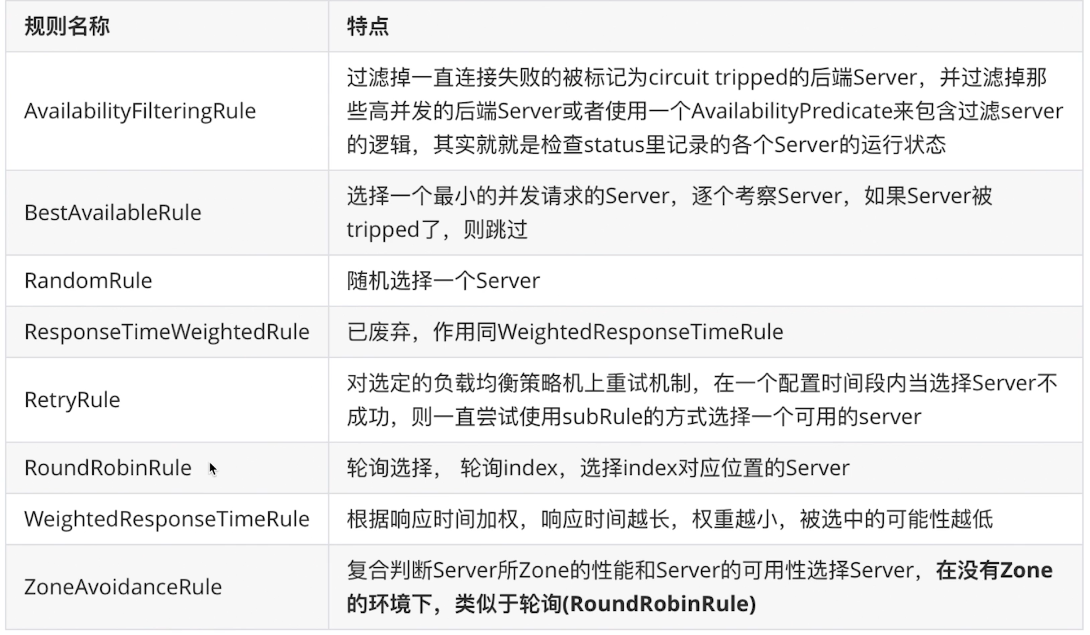 规则名称 特点
AvailabilityFilteringRule
过滤掉一直连接失败的被标记为circuit tripped的后端Server，并过滤掉那
些高并发的后端Server或者使用一个AvailabilityPredicate来包含过滤server
的逻辑，其实就就是检查status里记录的各个Server的运行状态
BestAvailableRule
选择一个最小的并发请求的Server，逐个考察Server，如果Server被
tripped了，则跳过
RandomRule 随机选择一个Server
ResponseTimeWeightedRule 已废弃，作用同WeightedResponseTimeRule
RetryRule
对选定的负载均衡策略机上重试机制，在一个配置时间段内当选择Server不
成功，则一直尝试使用subRule的方式选择一个可用的server
RoundRobinRule 轮询选择， 轮询index，选择index对应位置的Server
WeightedResponseTimeRule 根据响应时间加权，响应时间越长，权重越小，被选中的可能性越低
ZoneAvoidanceRule
复合判断Server所Zone的性能和Server的可用性选择Server，在没有Zone
的环境下，类似于轮询(RoundRobinRule)